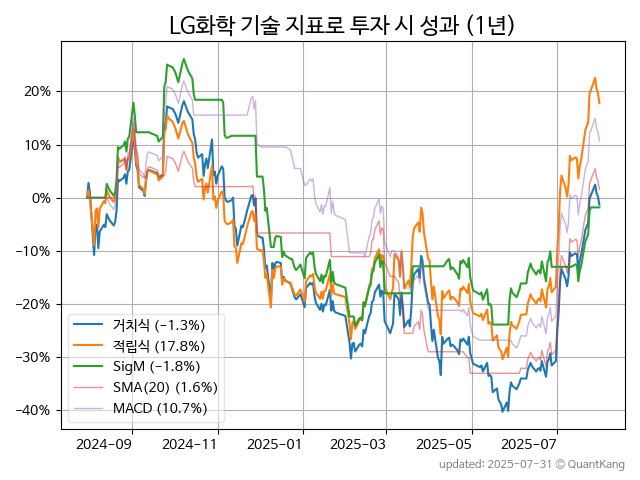 LG화학 기술 지표로 투자 시 성과 (1년)
20%
10%
0%
−10%
−20%
−30%
−40%
거치식 (−1.3%)
적립식 (17.8%)
SigM (−1.8%)
SMA(20) (1.6%)
MACD (10.7%)
2024-09
2024-11
2025-01
2025-03
2025-05
2025-07
updated: 2025-07-31 © QuantKang